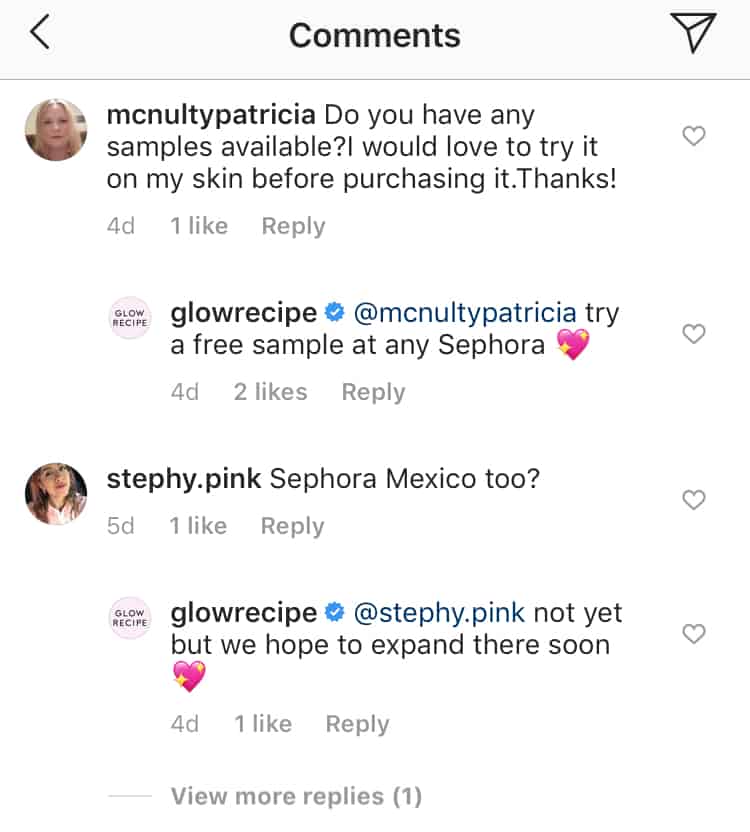 Comments
mcnultypatricia Do you have any
samples available?I would love to try it
on my skin before purchasing it.Thanks!
4d 1 like Reply
GLOW
RECIPE
glowrecipe @mcnultypatricia try
a free sample at any Sephora 💖
4d 2 likes Reply
stephy.pink Sephora Mexico too?
5d 1 like Reply
GLOW
RECIPE
glowrecipe @stephy.pink not yet
but we hope to expand there soon
💖
4d 1 like Reply
View more replies (1)